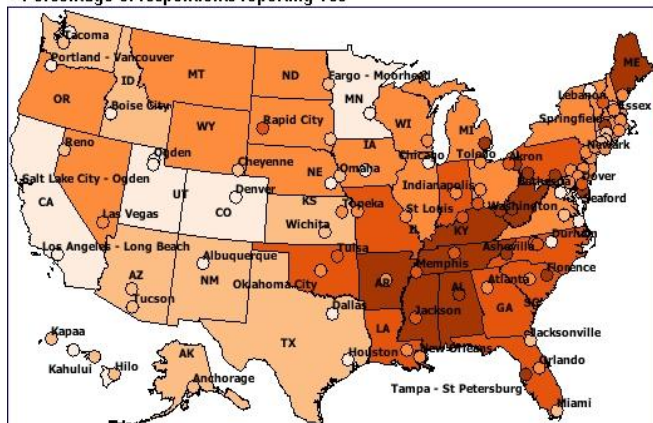 Percentage of respondents reporting Yes
Tacoma
ME
Portland - Vancouver
ID
MT
ND
Fargo - Moorhead
Lebanon
MN
Essex
OR
Boise City
WI
Springfield
MI
Rapid City
WY
Newark
Reno
IA
Ogden
Cheyenne
NE
Omaha
Chicago
Toledo
Akron
Salt Lake City - Ogden
Denver
Indianapolis
Dover
UT
KS
Topeka
Washington
Seaford
CA
CO
Las Vegas
Wichita
St Louis
IL
KY
Durham
Los Angeles - Long Beach
Tulsa
Asheville
Albuquerque
Memphis
AZ
NM
Oklahoma City
AR
Atlanta
Florence
Tucson
AL
SC
GA
Dallas
Jackson
Kapaa
LA
Jacksonville
TX
AK
Houston
New Orleans
Kahului
Hilo
Orlando
Anchorage
Tampa - St Petersburg
Miami